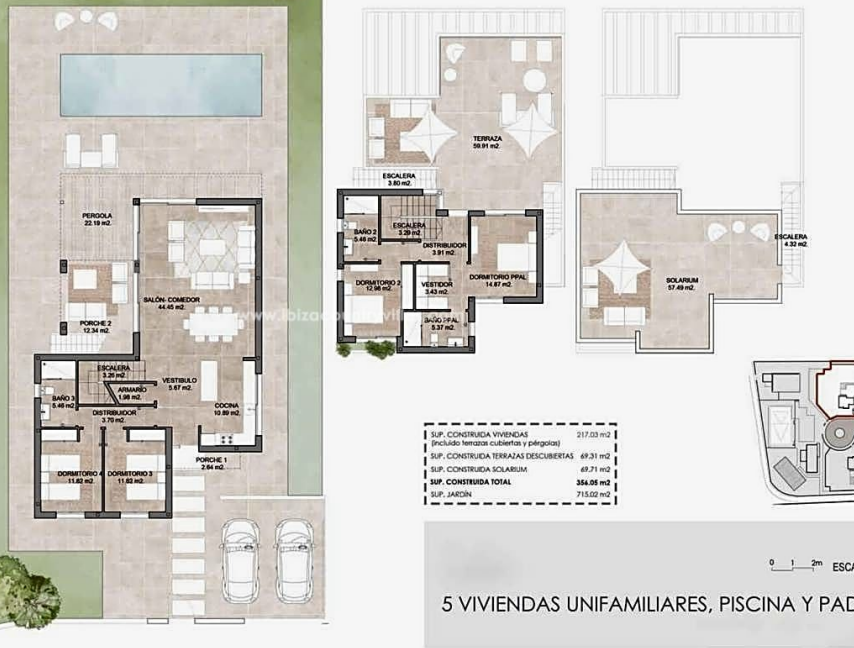 PERGOLA
22.19 m2.
SALÓN- COMEDOR
44.45 m2.
PORCHE 2
12.34 m2.
ESCALERA
3.26 m2.
ARMARIO
1.98 m2.
VESTIBULO
5.67 m2.
BAÑO 3
5.46 m2.
DISTRIBUIDOR
3.70 m2.
COCINA
10.89 m2.
DORMITORIO 4
11.62 m2.
DORMITORIO 3
11.62 m2.
PORCHE 1
2.64 m2.
TERRAZA
59.91 m2.
ESCALERA
3.80 m2.
BAÑO 2
5.46 m2.
ESCALERA
3.29 m2.
DISTRIBUIDOR
3.91 m2.
DORMITORIO 2
12.98 m2.
VESTIDOR
3.43 m2.
DORMITORIO PPAL
14.87 m2.
BAÑO PPAL
5.37 m2.
ESCALERA
4.32 m2.
SOLARIUM
57.49 m2.
SUP. CONSTRUIDA VIVIENDAS 217.03 m2
(incluido terrazas cubiertas y pérgolas)
SUP. CONSTRUIDA TERRAZAS DESCUBIERTAS 69.31 m2
SUP. CONSTRUIDA SOLARIUM 69.71 m2
SUP. CONSTRUIDA TOTAL 356.05 m2
SUP. JARDÍN 715.02 m2
0 1 2m ESCA
5 VIVIENDAS UNIFAMILIARES, PISCINA Y PAD